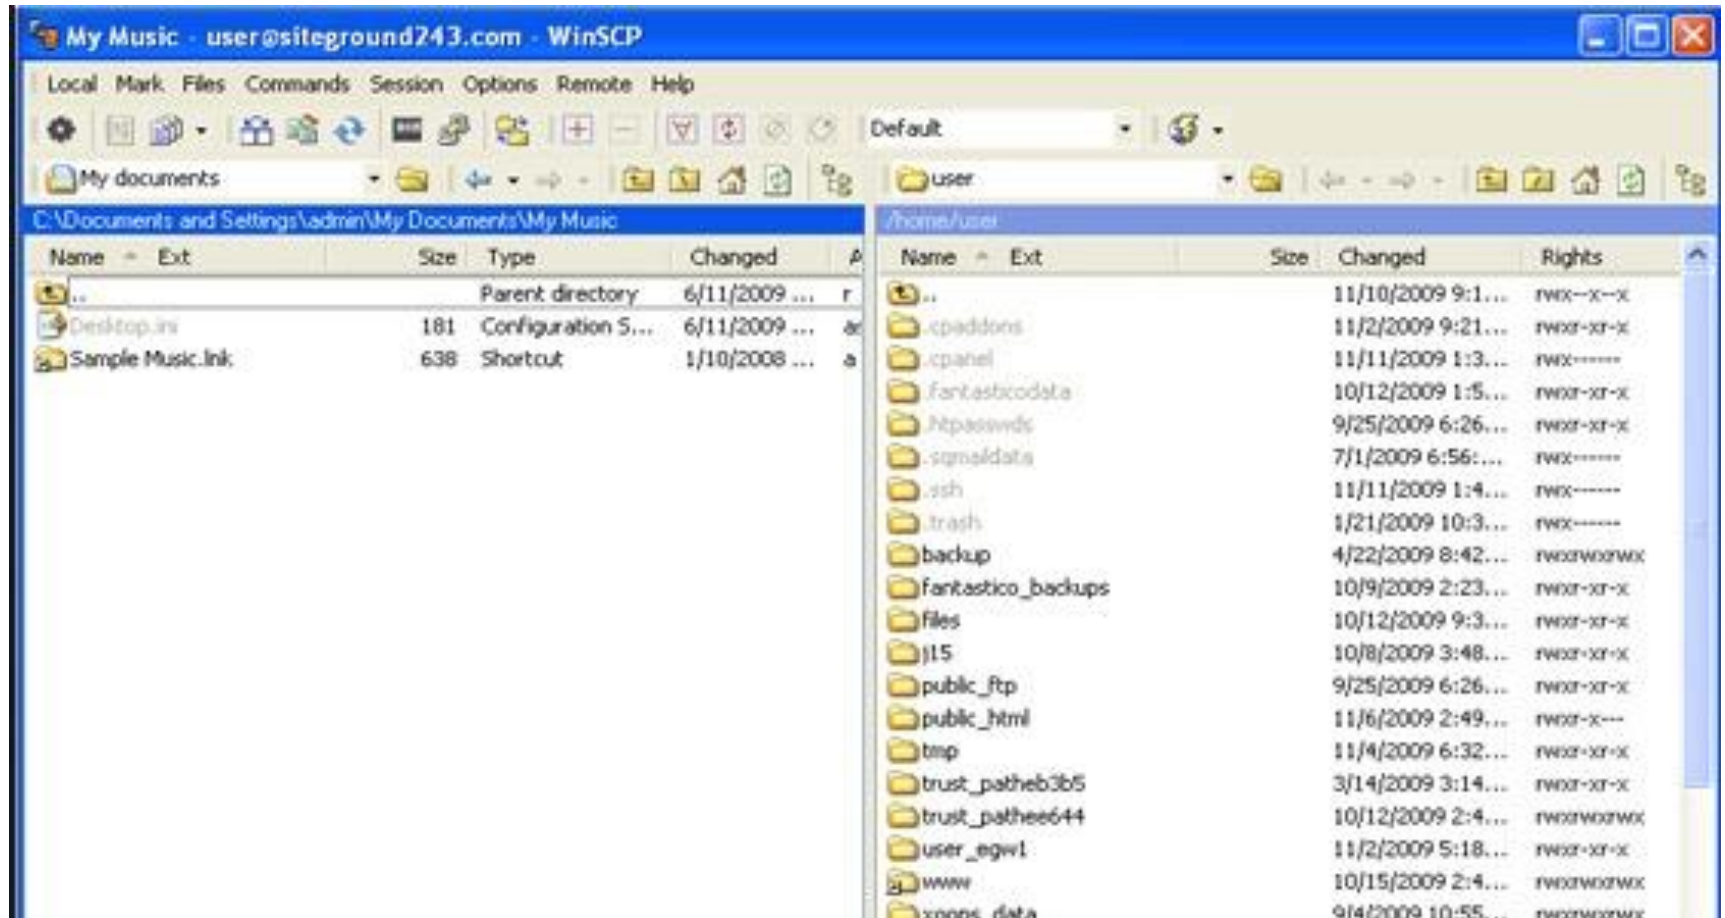 My Music - user@siteground243.com - WinSCP
Local Mark Files Commands Session Options Remote Help
Default
My documents
user
C:\Documents and Settings\admin\My Documents\My Music
/home/user
Name Ext Size Type Changed A
Name Ext Size Changed Rights
.. Parent directory 6/11/2009 ... r
Desktop.ini 181 Configuration S... 6/11/2009 ...
Sample Music.lnk 638 Shortcut 1/10/2008 ... a
.. 11/10/2009 9:1... rwx--x--x
.cpaddons 11/2/2009 9:21... rwxr-xr-x
.cpanel 11/11/2009 1:3... rwx------
.fantasticodata 10/12/2009 1:5... rwxr-xr-x
.htpasswds 9/25/2009 6:26... rwxr-xr-x
.sqmaildata 7/1/2009 6:56:... rwx------
.ssh 11/11/2009 1:4... rwx------
.trash 1/21/2009 10:3... rwx------
backup 4/22/2009 8:42... rwxrwxrwx
fantastico_backups 10/9/2009 2:23... rwxr-xr-x
files 10/12/2009 9:3... rwxr-xr-x
j15 10/8/2009 3:48... rwxr-xr-x
public_ftp 9/25/2009 6:26... rwxr-xr-x
public_html 11/6/2009 2:49... rwxr-x---
tmp 11/4/2009 6:32... rwxr-xr-x
trust_patheb3b5 3/14/2009 3:14... rwxr-xr-x
trust_pathee644 10/12/2009 2:4... rwxrwxrwx
user_egw1 11/2/2009 5:18... rwxr-xr-x
www 10/15/2009 2:4... rwxrwxrwx
xoops_data 9/4/2009 10:55... rwxrwxrwx